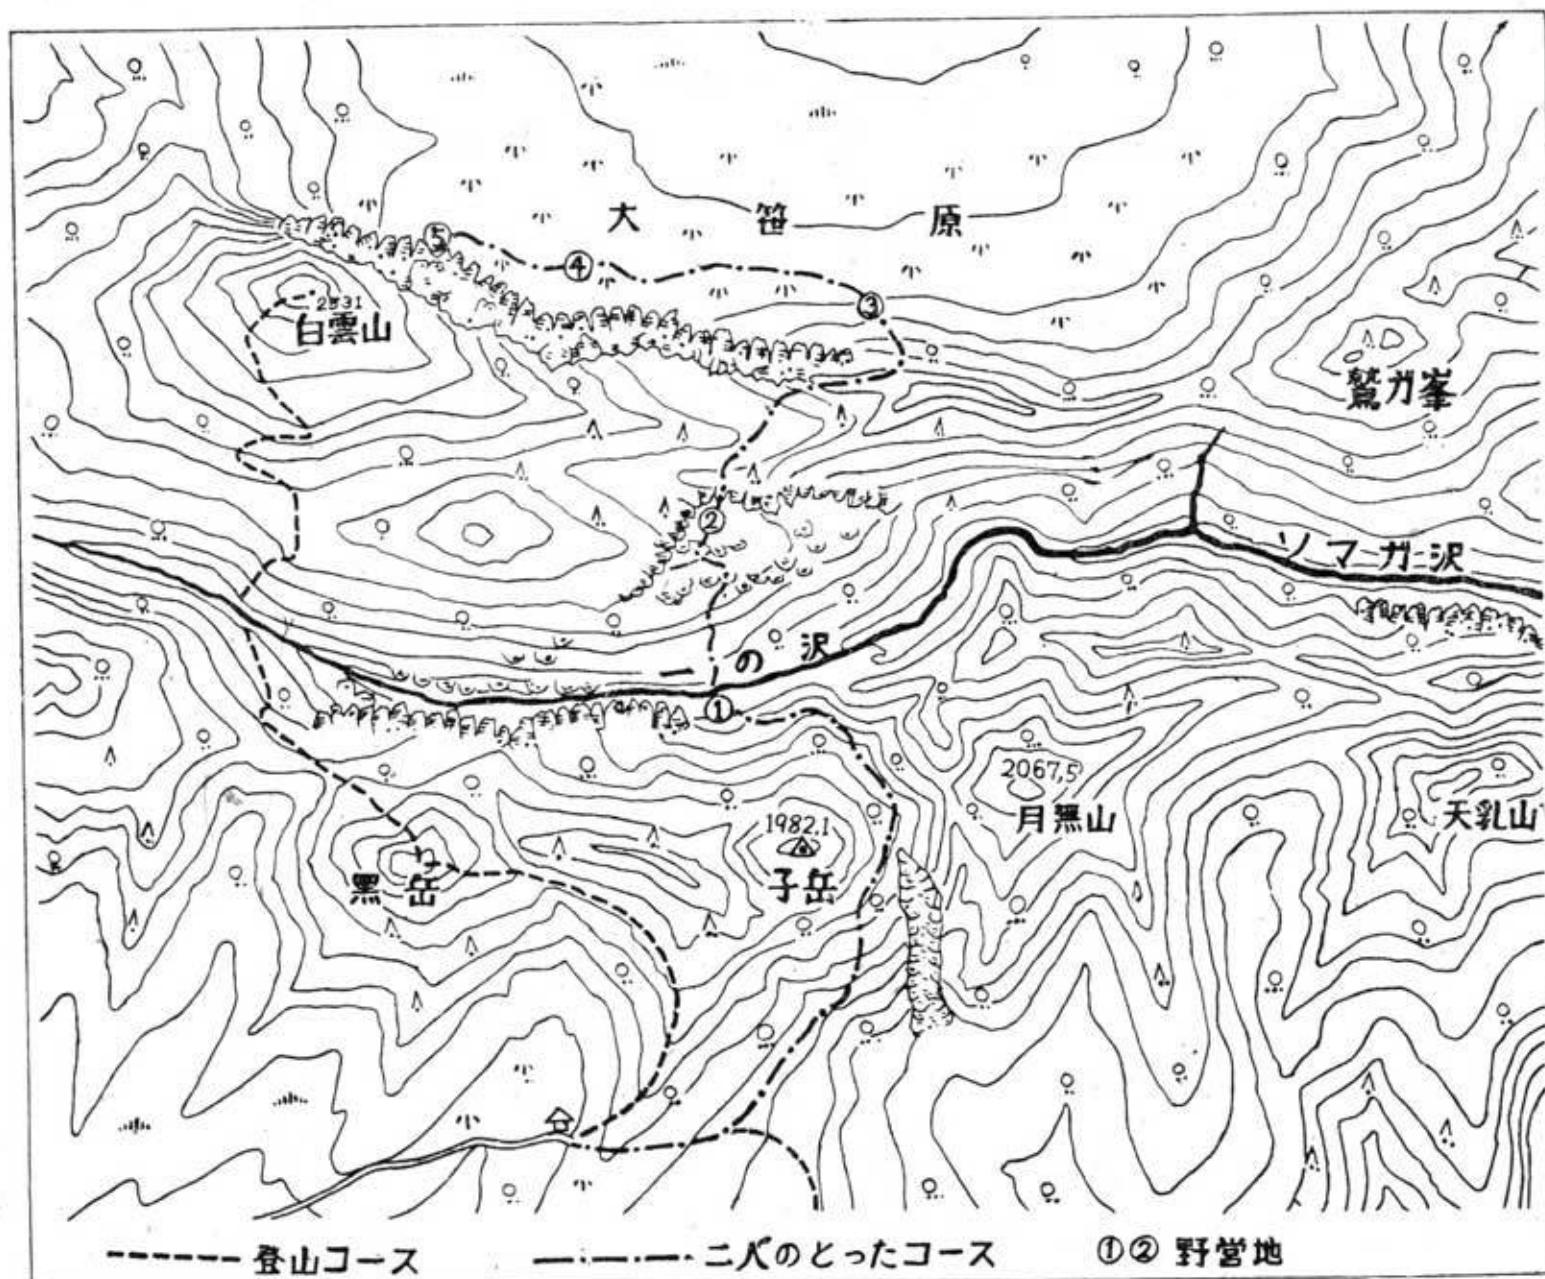 大笹原
⑤
④
③
2531
白雲山
鷲ガ峯
②
ノマガ沢
一の沢
①
2067,5
月黒山
天乳山
1982,1
子岳
黒岳
登山コース
二人のとったコース
①② 野営地